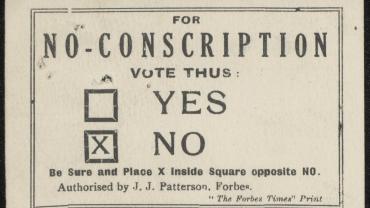 FOR
NO-CONSCRIPTION
VOTE THUS:
YES
X NO
Be Sure and Place X Inside Square opposite NO.
Authorised by J. J. Patterson, Forbes.
"The Forbes Times" Print